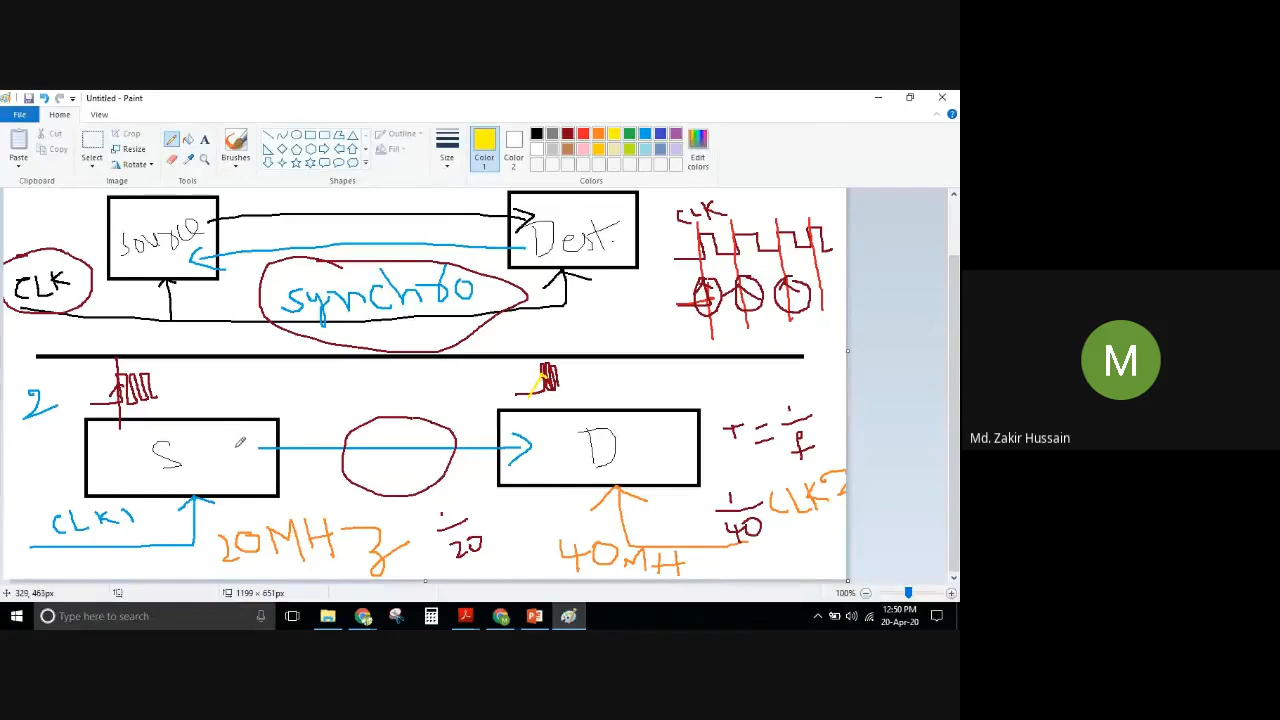 Untitled - Paint
File Home View
Paste
Cut
Copy
Clipboard
Select
Crop
Resize
Rotate
Image
A
Tools
Brushes
Outline
Fill
Shapes
Size
Color 1
Color 2
Edit colors
Colors
source
Dest.
CLK
CLK
synchro
2
S
D
CLK1
20MHz
1/20
40MH
T = 1/f
1/40
CLK2
329, 463px
1199 × 651px
100%
Type here to search
12:50 PM
20-Apr-20
M
Md. Zakir Hussain